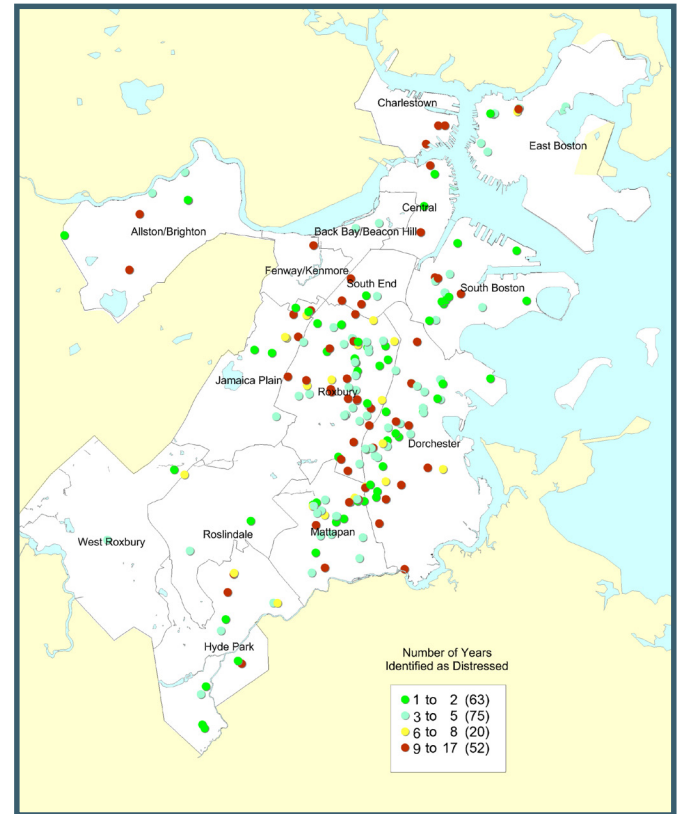 Charlestown
East Boston
Central
Allston/Brighton
Back Bay/Beacon Hill
Fenway/Kenmore
South End
South Boston
Jamaica Plain
Roxbury
Dorchester
West Roxbury
Roslindale
Mattapan
Hyde Park
Number of Years
Identified as Distressed
1 to 2 (63)
3 to 5 (75)
6 to 8 (20)
9 to 17 (52)